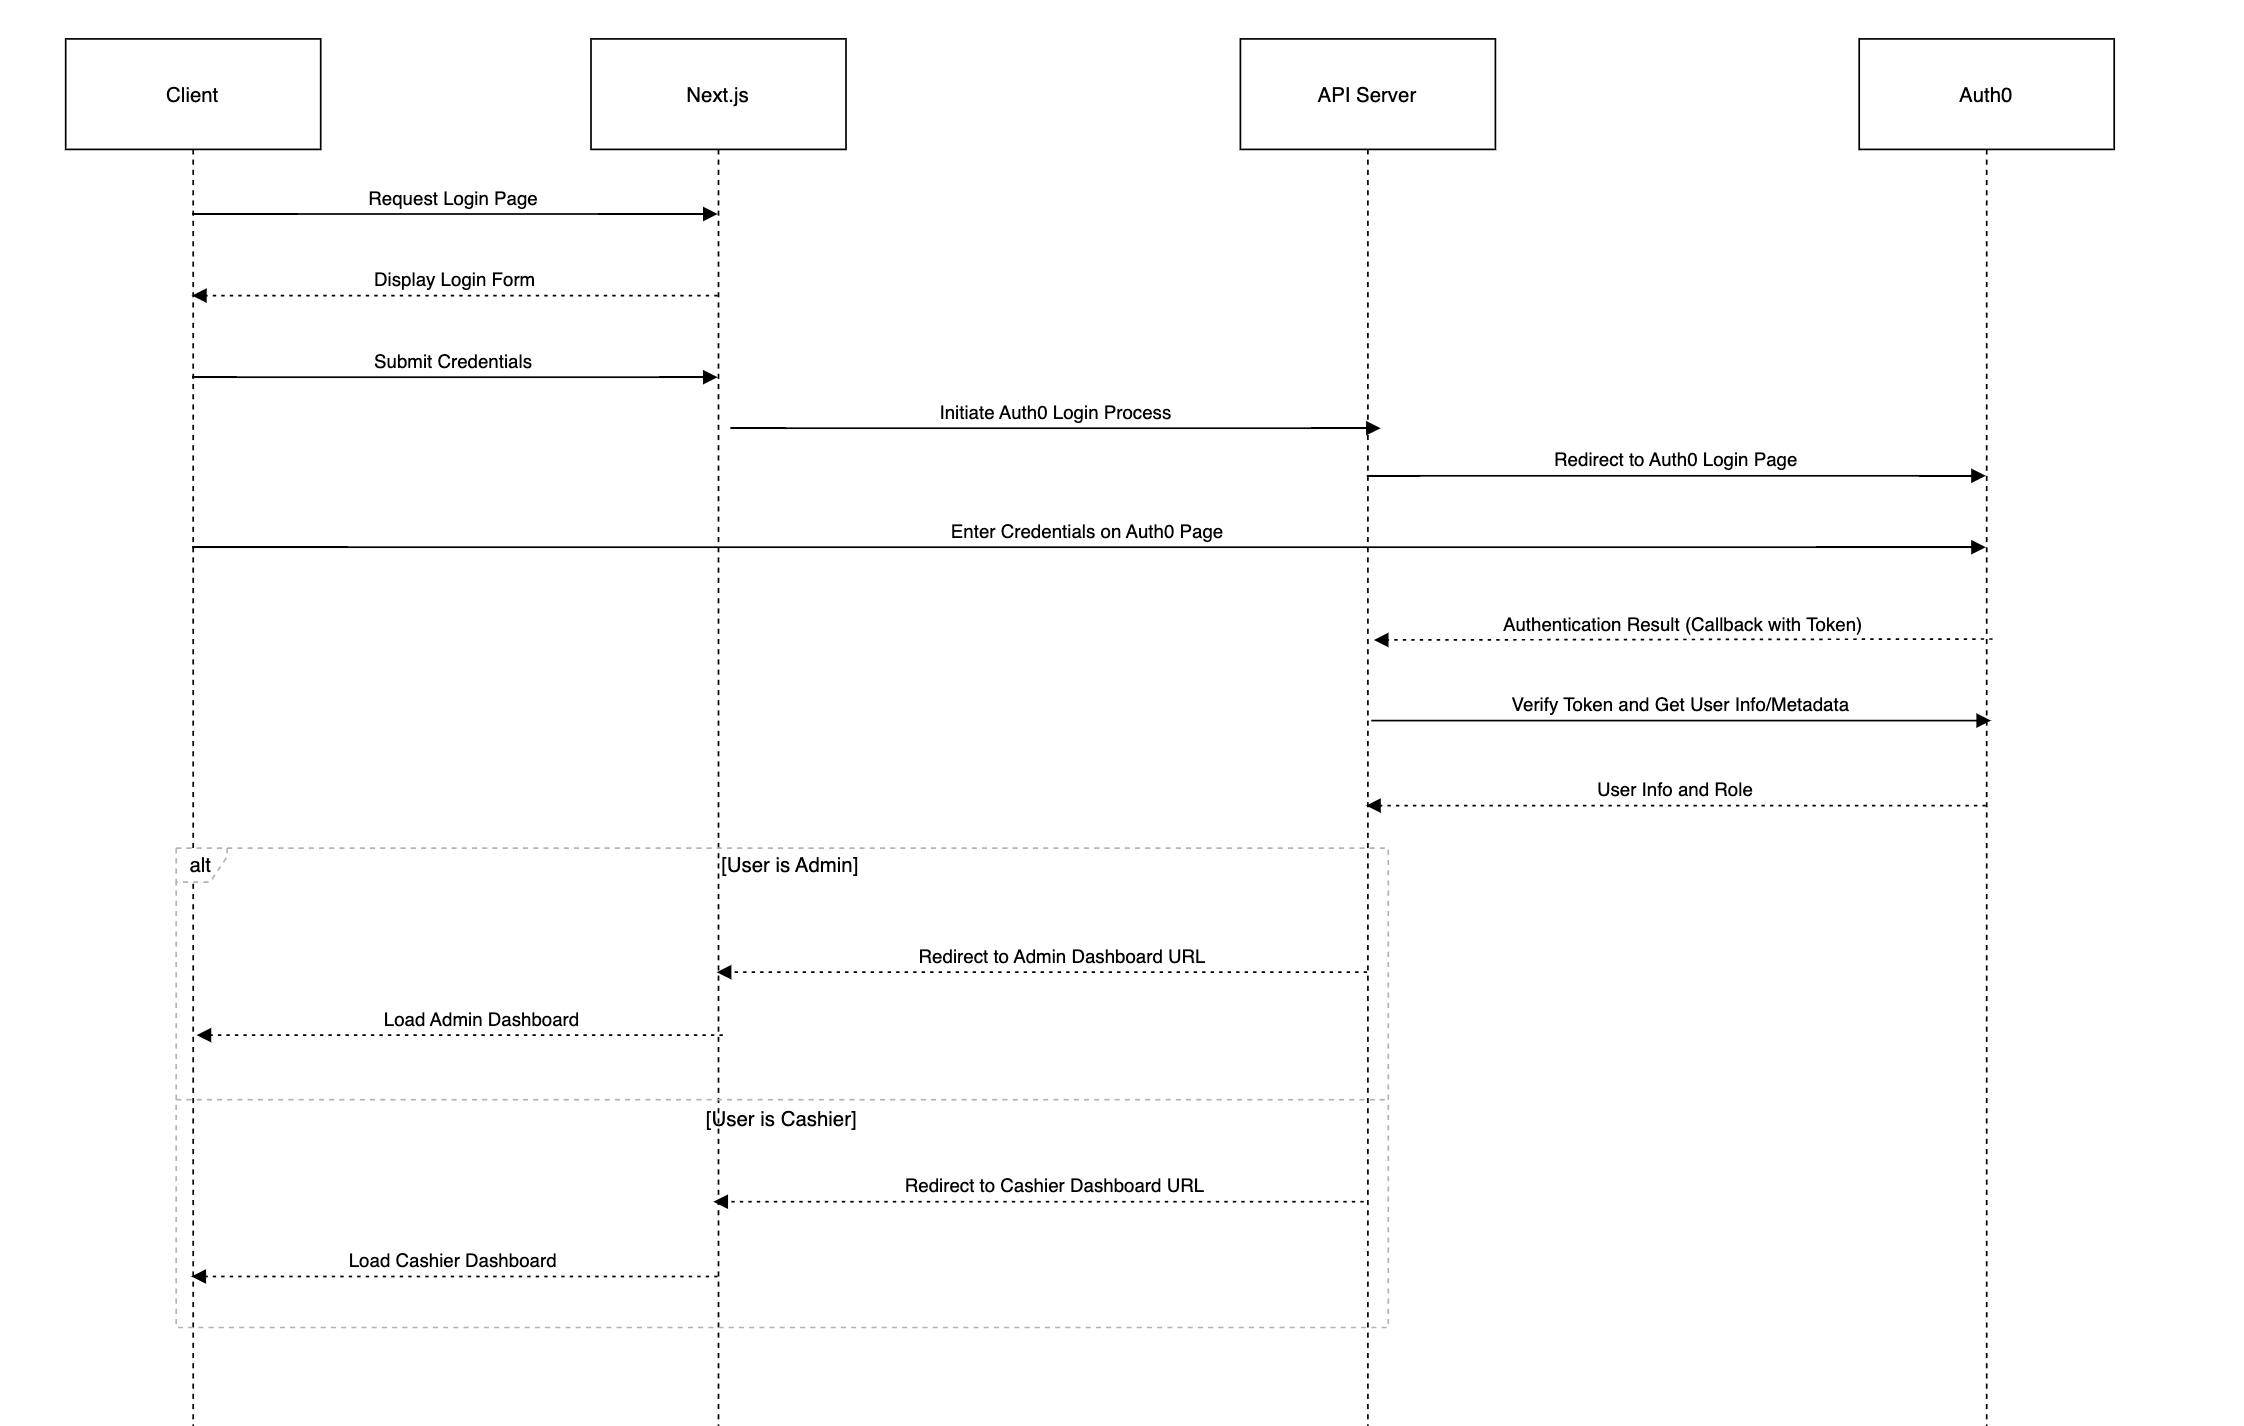 Client
Next.js
API Server
Auth0
Request Login Page
Display Login Form
Submit Credentials
Initiate Auth0 Login Process
Redirect to Auth0 Login Page
Enter Credentials on Auth0 Page
Authentication Result (Callback with Token)
Verify Token and Get User Info/Metadata
User Info and Role
alt
[User is Admin]
Redirect to Admin Dashboard URL
Load Admin Dashboard
[User is Cashier]
Redirect to Cashier Dashboard URL
Load Cashier Dashboard